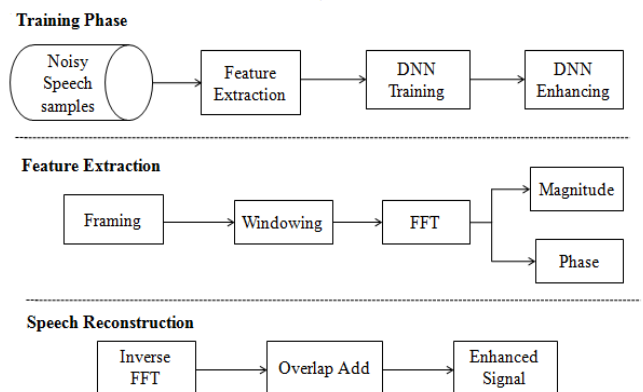 Training Phase
Noisy
Speech
samples
Feature
Extraction
DNN
Training
DNN
Enhancing
Feature Extraction
Framing
Windowing
FFT
Magnitude
Phase
Speech Reconstruction
Inverse
FFT
Overlap Add
Enhanced
Signal